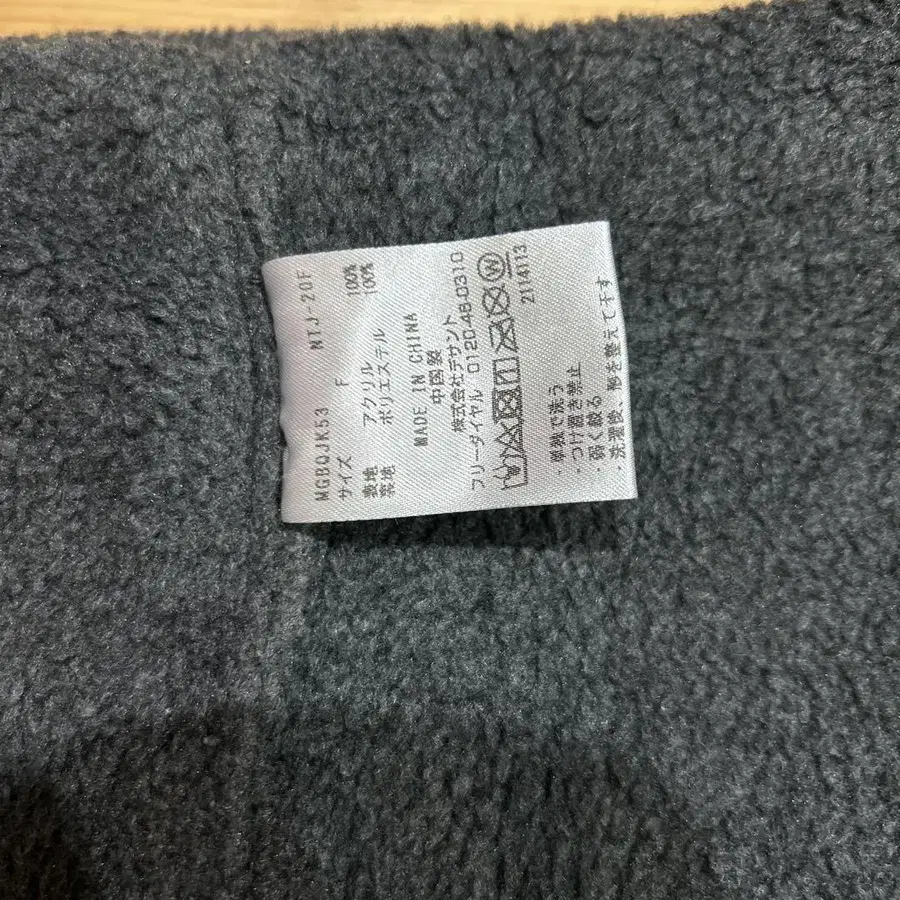 MGBQJK53 NTJ-20F
サイズ F
表地 アクリル 100%
裏地 ポリエステル 100%
MADE IN CHINA
中国製
株式会社デサント
フリーダイヤル 0120-46-0310
W
2114113
・単独で洗う
・つけ置き禁止
・弱く絞る
・洗濯後、形を整えて干す